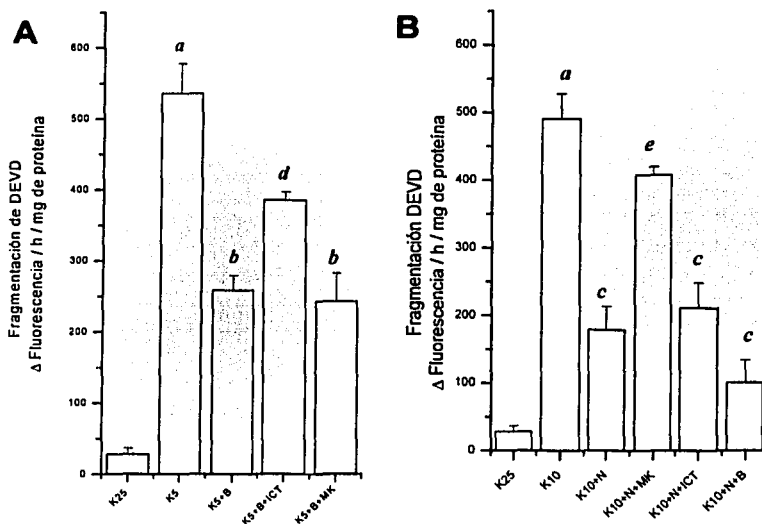 A
Fragmentación de DEVD
Δ Fluorescencia / h / mg de proteína
600
500
400
300
200
100
0
a
b
d
b
K25
K5
K5+B
K5+B+ICT
K5+B+MK
B
Fragmentación DEVD
Δ Fluorescencia / h / mg de proteína
600
500
400
300
200
100
0
a
c
e
c
c
K25
K10
K10+N
K10+N+MK
K10+N+ICT
K10+N+B